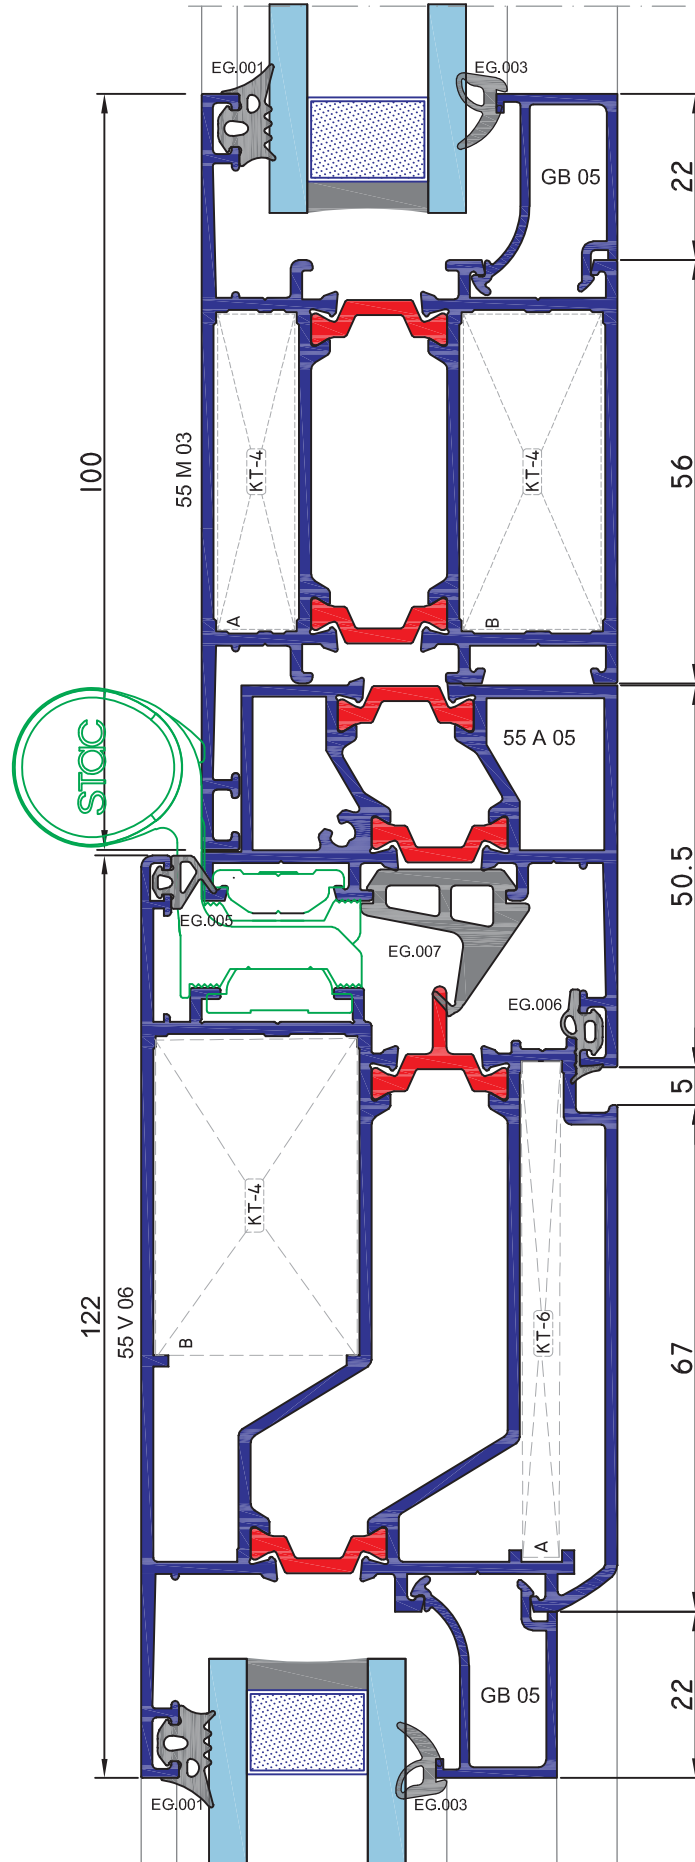 EG.001
EG.003
GB 05
22
100
55 M 03
KT-4
KT-4
56
A
B
STAC
55 A 05
50.5
EG.005
EG.007
EG.006
5
KT-4
122
55 V 06
B
KT-6
67
A
GB 05
22
EG.001
EG.003